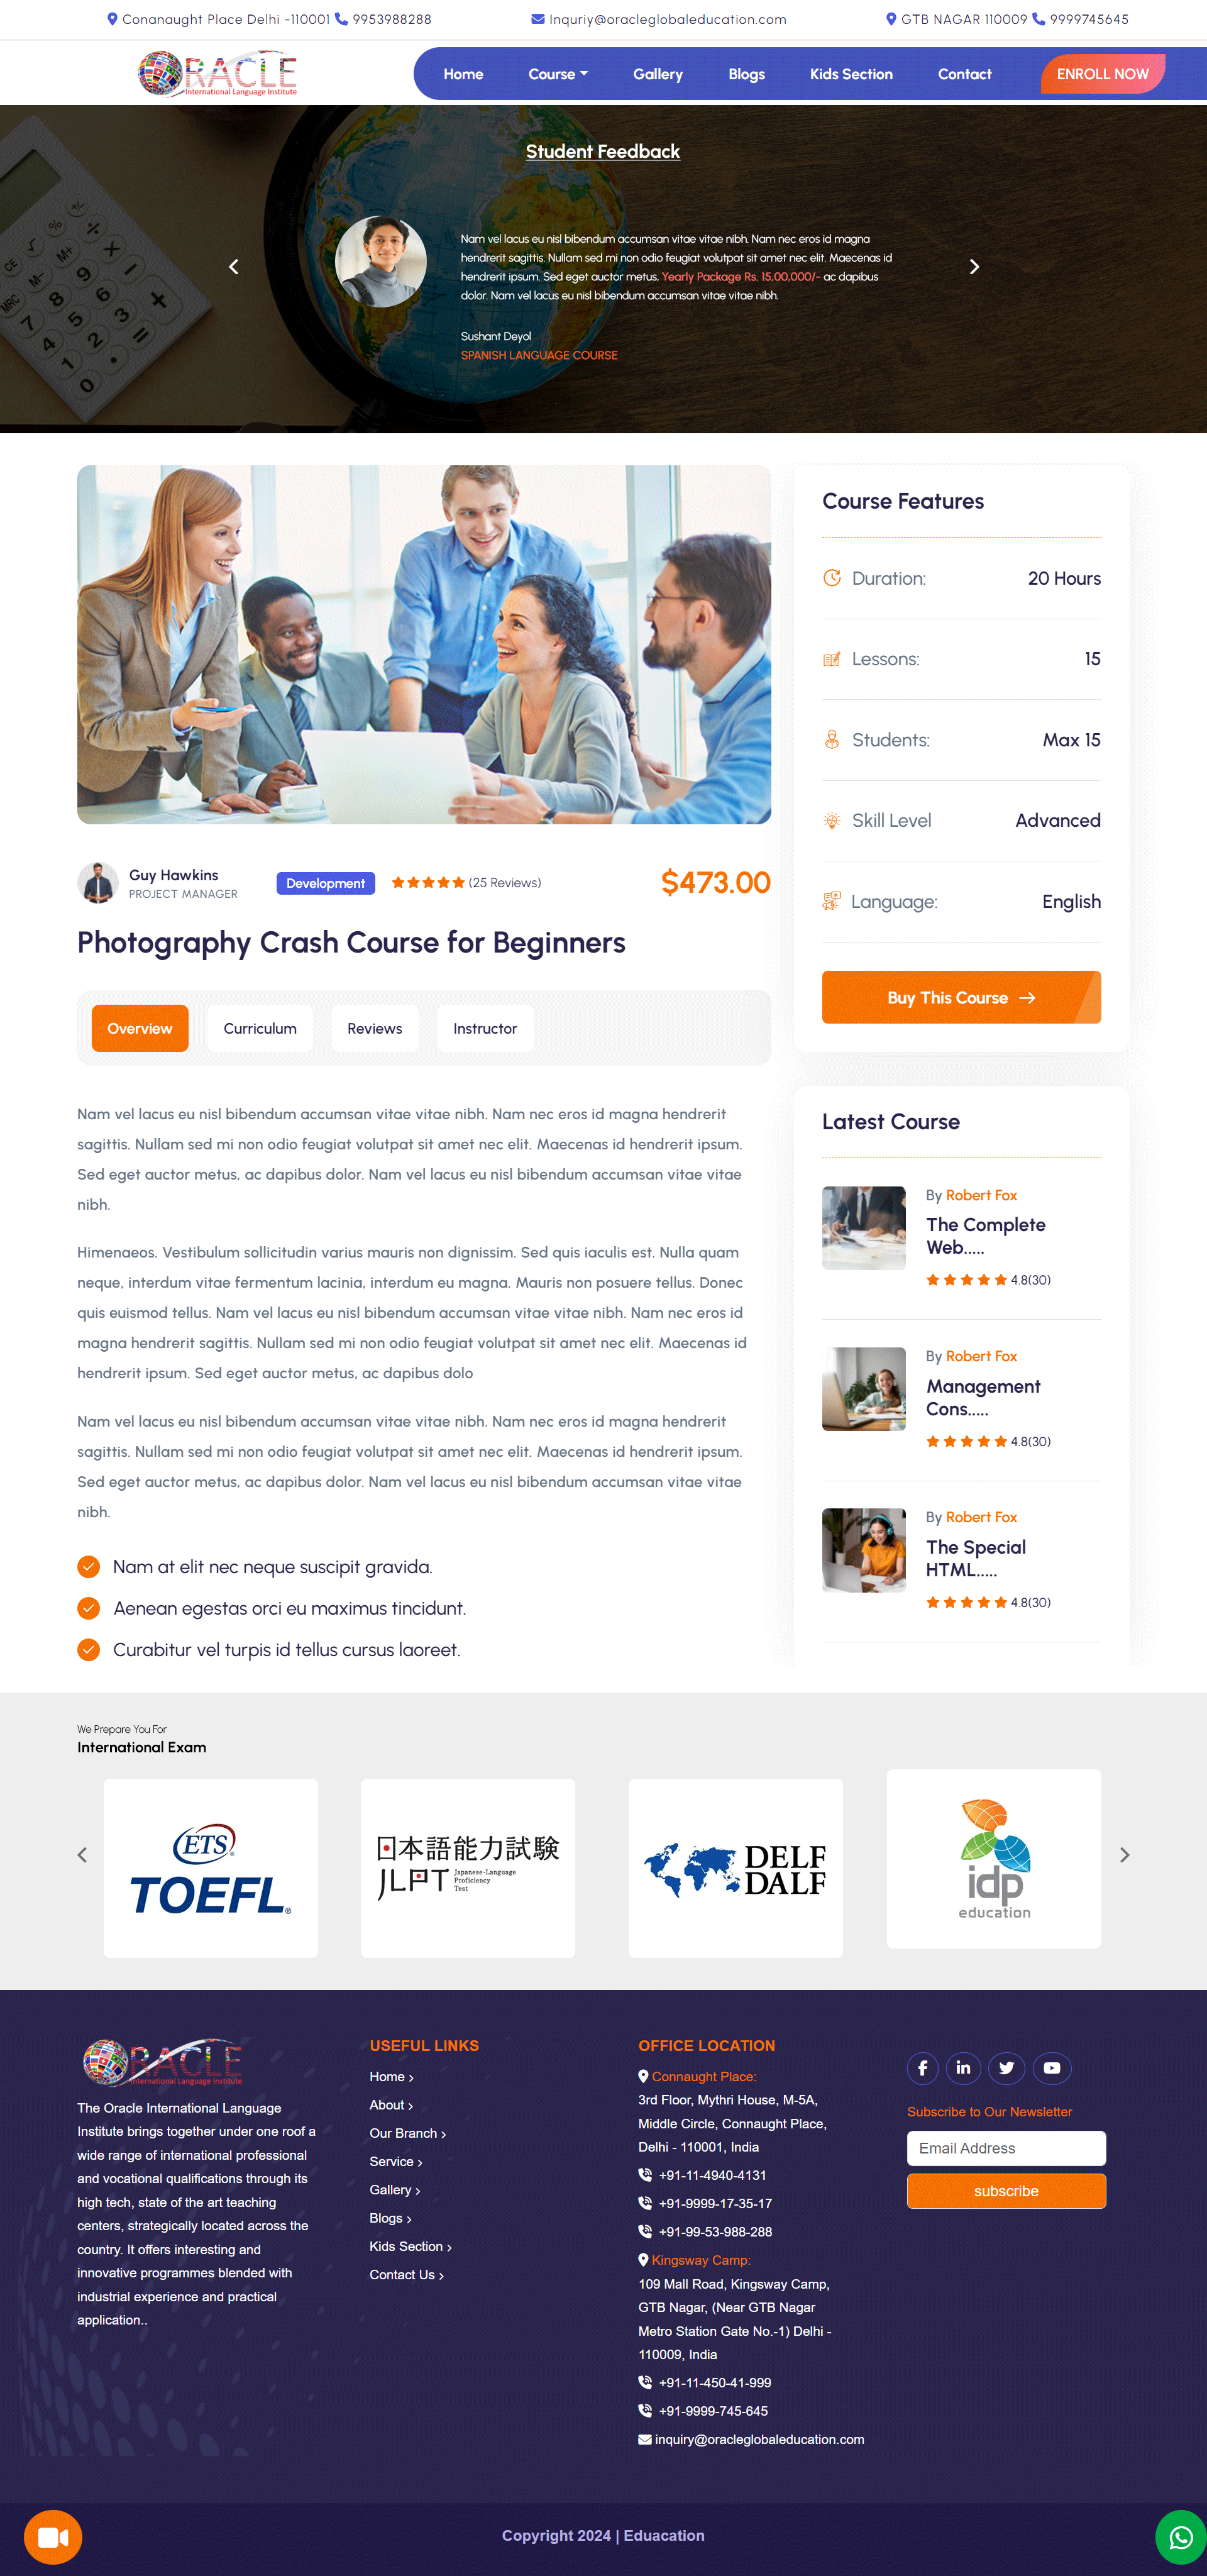 Conanaught Place Delhi -110001 9953988288
Inquriy@oracleglobaleducation.com
GTB NAGAR 110009 9999745645
ORACLE
International Language Institute
Home
Course
Gallery
Blogs
Kids Section
Contact
ENROLL NOW
Student Feedback
Nam vel lacus eu nisl bibendum accumsan vitae vitae nibh. Nam nec eros id magna
hendrerit sagittis. Nullam sed mi non odio feugiat volutpat sit amet nec elit. Maecenas id
hendrerit ipsum. Sed eget auctor metus, Yearly Package Rs. 15,00,000/- ac dapibus
dolor. Nam vel lacus eu nisl bibendum accumsan vitae vitae nibh.
Sushant Deyol
SPANISH LANGUAGE COURSE
CE
√
%
÷
MRC
M-
M+
X
7
8
9
−
4
5
6
+
1
2
3
=
0
.
Guy Hawkins
PROJECT MANAGER
Development
(25 Reviews)
$473.00
Photography Crash Course for Beginners
Overview
Curriculum
Reviews
Instructor
Nam vel lacus eu nisl bibendum accumsan vitae vitae nibh. Nam nec eros id magna hendrerit
sagittis. Nullam sed mi non odio feugiat volutpat sit amet nec elit. Maecenas id hendrerit ipsum.
Sed eget auctor metus, ac dapibus dolor. Nam vel lacus eu nisl bibendum accumsan vitae vitae
nibh.
Himenaeos. Vestibulum sollicitudin varius mauris non dignissim. Sed quis iaculis est. Nulla quam
neque, interdum vitae fermentum lacinia, interdum eu magna. Mauris non posuere tellus. Donec
quis euismod tellus. Nam vel lacus eu nisl bibendum accumsan vitae vitae nibh. Nam nec eros id
magna hendrerit sagittis. Nullam sed mi non odio feugiat volutpat sit amet nec elit. Maecenas id
hendrerit ipsum. Sed eget auctor metus, ac dapibus dolo
Nam vel lacus eu nisl bibendum accumsan vitae vitae nibh. Nam nec eros id magna hendrerit
sagittis. Nullam sed mi non odio feugiat volutpat sit amet nec elit. Maecenas id hendrerit ipsum.
Sed eget auctor metus, ac dapibus dolor. Nam vel lacus eu nisl bibendum accumsan vitae vitae
nibh.
Nam at elit nec neque suscipit gravida.
Aenean egestas orci eu maximus tincidunt.
Curabitur vel turpis id tellus cursus laoreet.
Course Features
Duration: 20 Hours
Lessons: 15
Students: Max 15
Skill Level Advanced
Language: English
Buy This Course
Latest Course
By Robert Fox
The Complete
Web.....
4.8(30)
By Robert Fox
Management
Cons.....
4.8(30)
By Robert Fox
The Special
HTML.....
4.8(30)
We Prepare You For
International Exam
ETS®
TOEFL®
日本語能力試験
JLPT Japanese-Language
Proficiency
Test
DELF
DALF
idp
education
ORACLE
International Language Institute
The Oracle International Language
Institute brings together under one roof a
wide range of international professional
and vocational qualifications through its
high tech, state of the art teaching
centers, strategically located across the
country. It offers interesting and
innovative programmes blended with
industrial experience and practical
application..
USEFUL LINKS
Home
About
Our Branch
Service
Gallery
Blogs
Kids Section
Contact Us
OFFICE LOCATION
Connaught Place:
3rd Floor, Mythri House, M-5A,
Middle Circle, Connaught Place,
Delhi - 110001, India
+91-11-4940-4131
+91-9999-17-35-17
+91-99-53-988-288
Kingsway Camp:
109 Mall Road, Kingsway Camp,
GTB Nagar, (Near GTB Nagar
Metro Station Gate No.-1) Delhi -
110009, India
+91-11-450-41-999
+91-9999-745-645
inquiry@oracleglobaleducation.com
Subscribe to Our Newsletter
Email Address
subscribe
Copyright 2024 | Eduacation